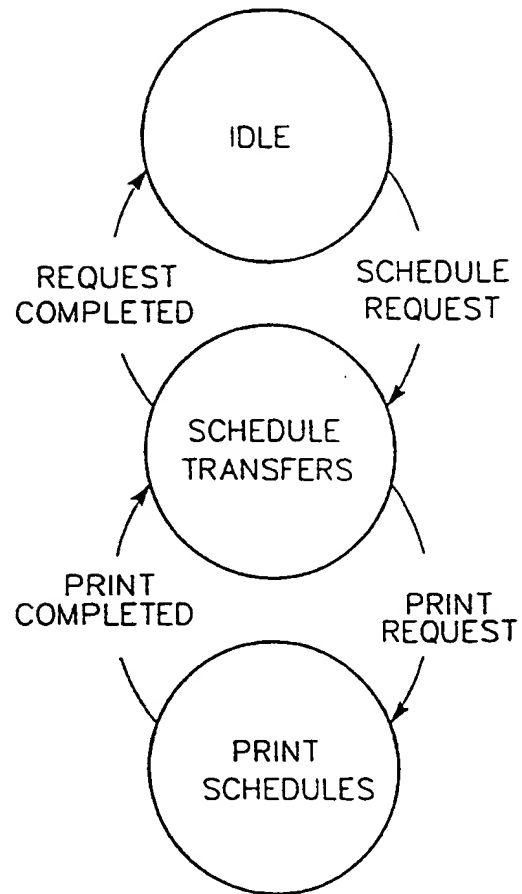 IDLE
REQUEST
COMPLETED
SCHEDULE
REQUEST
SCHEDULE
TRANSFERS
PRINT
COMPLETED
PRINT
REQUEST
PRINT
SCHEDULES